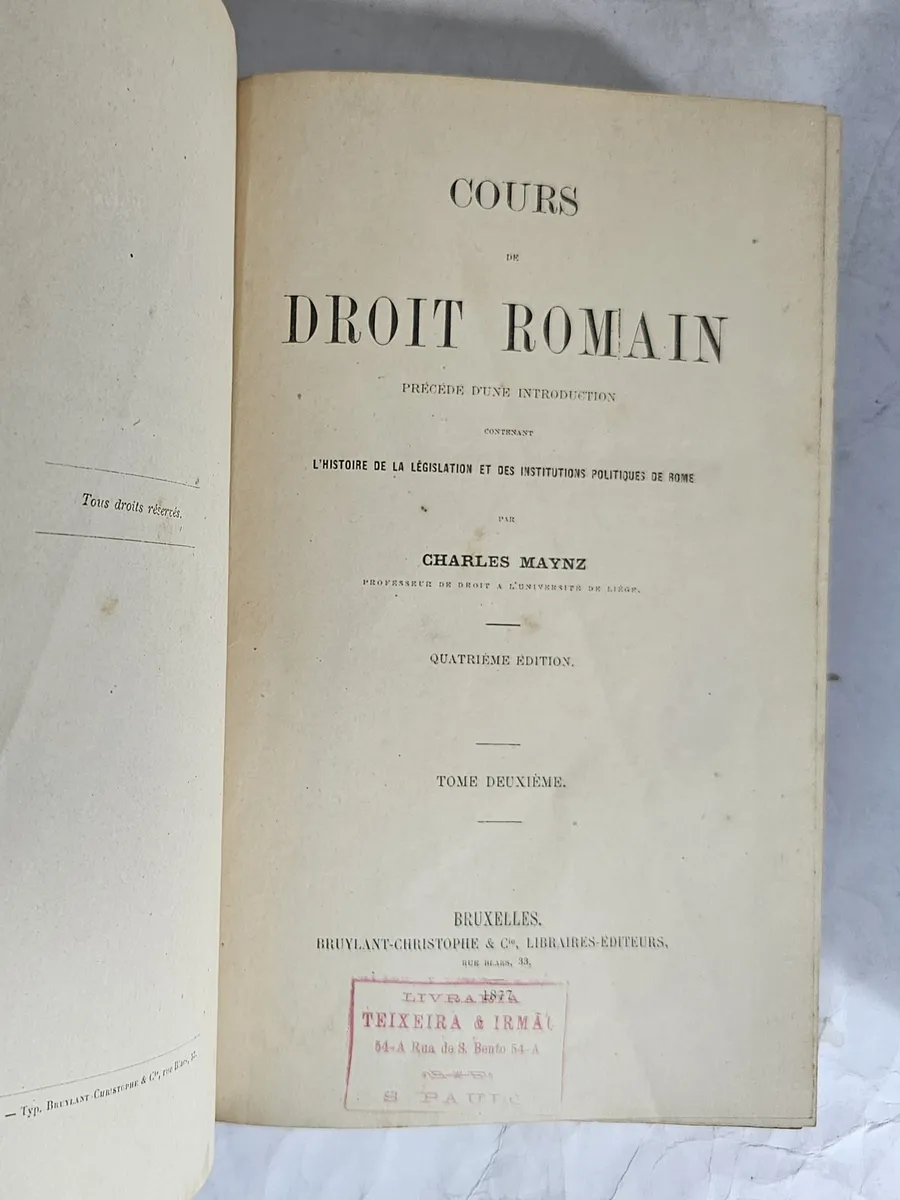 Tous droits réservés.
— Typ. BRUYLANT-CHRISTOPHE & Cie,
COURS
DE
DROIT ROMAIN
PRÉCÉDÉ D'UNE INTRODUCTION
CONTENANT
L'HISTOIRE DE LA LÉGISLATION ET DES INSTITUTIONS POLITIQUES DE ROME
PAR
CHARLES MAYNZ
PROFESSEUR DE DROIT A L'UNIVERSITÉ DE LIÉGE.
QUATRIÈME ÉDITION.
TOME DEUXIÈME.
BRUXELLES.
BRUYLANT-CHRISTOPHE & Cie, LIBRAIRES-ÉDITEURS,
RUE BLAES, 33,
1877
LIVRARIA
TEIXEIRA & IRMÃO
54-A Rua de S. Bento 54-A
S. PAULO